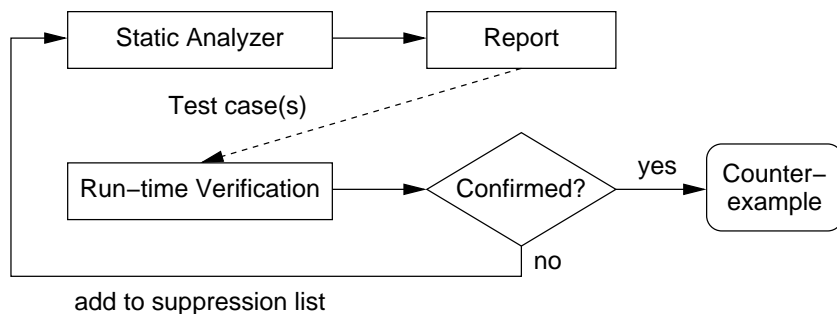 Static Analyzer
Report
Test case(s)
Run−time Verification
Confirmed?
yes
Counter−
example
no
add to suppression list